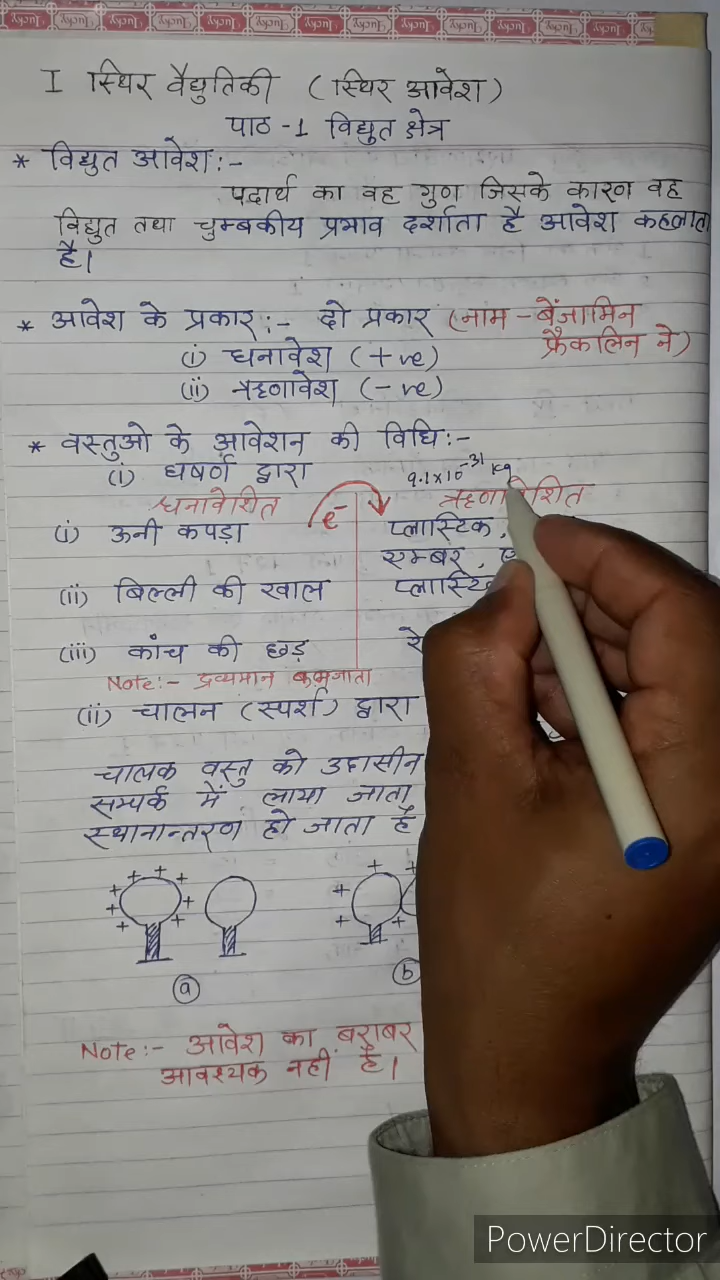 I स्थिर वैद्युतिकी (स्थिर आवेश)
पाठ -1 विद्युत क्षेत्र
* विद्युत आवेश:-
पदार्थ का वह गुण जिसके कारण वह
विद्युत तथा चुम्बकीय प्रभाव दर्शाता है आवेश कहलाता
है।
* आवेश के प्रकार:- दो प्रकार (नाम - बेंजामिन
फ्रैंकलिन ने)
(i) धनावेश (+ve)
(ii) ऋणावेश (-ve)
* वस्तुओ के आवेशन की विधि:-
(i) घषर्ण द्वारा
9.1×10⁻³¹ kg
धनावेशित e⁻
(i) ऊनी कपड़ा प्लास्टिक,
एम्बर,
(ii) बिल्ली की खाल
(iii) कांच की छड़
Note:- द्रव्यमान
(ii) चालन (स्पर्श) द्वारा
चालक वस्तु को उदासीन
सम्पर्क में लाया जाता
स्थानान्तरण हो जाता है
+ + + + + + + + + + +
(a) (b)
Note:- आवेश का बराबर
आवश्यक नहीं है।
PowerDirector